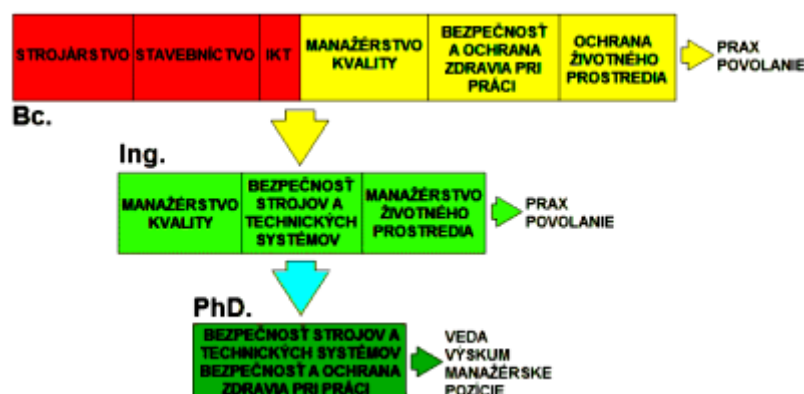 STROJÁRSTVO
STAVEBNÍCTVO
IKT
MANAŽÉRSTVO
KVALITY
BEZPEČNOSŤ
A OCHRANA
ZDRAVIA PRI
PRÁCI
OCHRANA
ŽIVOTNÉHO
PROSTREDIA
PRAX
POVOLANIE
Bc.
Ing.
MANAŽÉRSTVO
KVALITY
BEZPEČNOSŤ
STROJOV A
TECHNICKÝCH
SYSTÉMOV
MANAŽÉRSTVO
ŽIVOTNÉHO
PROSTREDIA
PRAX
POVOLANIE
PhD.
BEZPEČNOSŤ STROJOV A
TECHNICKÝCH SYSTÉMOV
BEZPEČNOSŤ A OCHRANA
ZDRAVIA PRI PRÁCI
VEDA
VÝSKUM
MANAŽÉRSKE
POZÍCIE